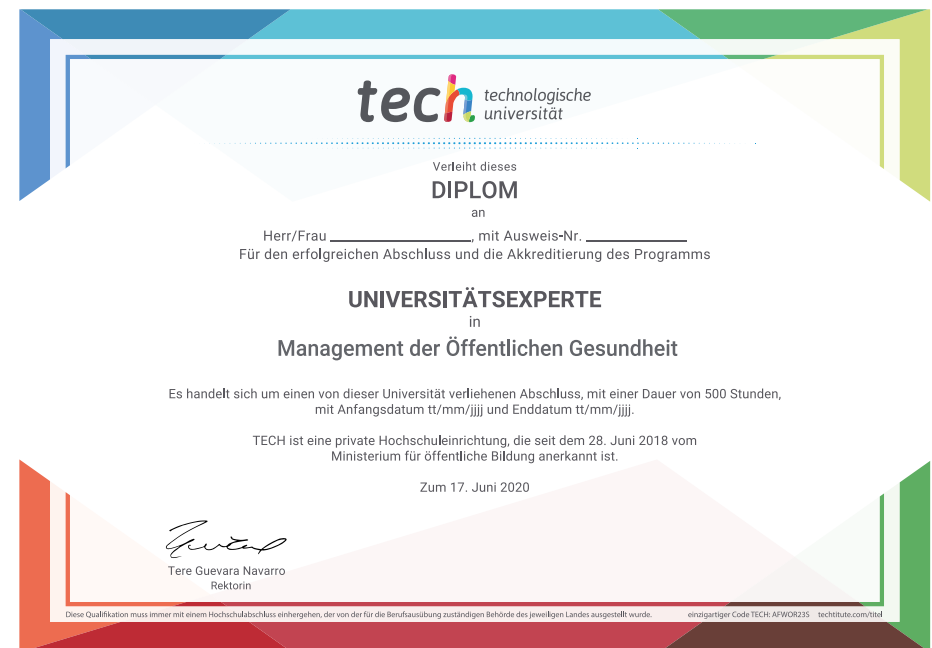 tech technologische
universität
Verleiht dieses
DIPLOM
an
Herr/Frau ____________________, mit Ausweis-Nr. ______________
Für den erfolgreichen Abschluss und die Akkreditierung des Programms
UNIVERSITÄTSEXPERTE
in
Management der Öffentlichen Gesundheit
Es handelt sich um einen von dieser Universität verliehenen Abschluss, mit einer Dauer von 500 Stunden,
mit Anfangsdatum tt/mm/jjjj und Enddatum tt/mm/jjjj.
TECH ist eine private Hochschuleinrichtung, die seit dem 28. Juni 2018 vom
Ministerium für öffentliche Bildung anerkannt ist.
Zum 17. Juni 2020
Tere Guevara Navarro
Rektorin
Diese Qualifikation muss immer mit einem Hochschulabschluss einhergehen, der von der für die Berufsausübung zuständigen Behörde des jeweiligen Landes ausgestellt wurde. einzigartiger Code TECH: AFWOR23S techtitute.com/titel